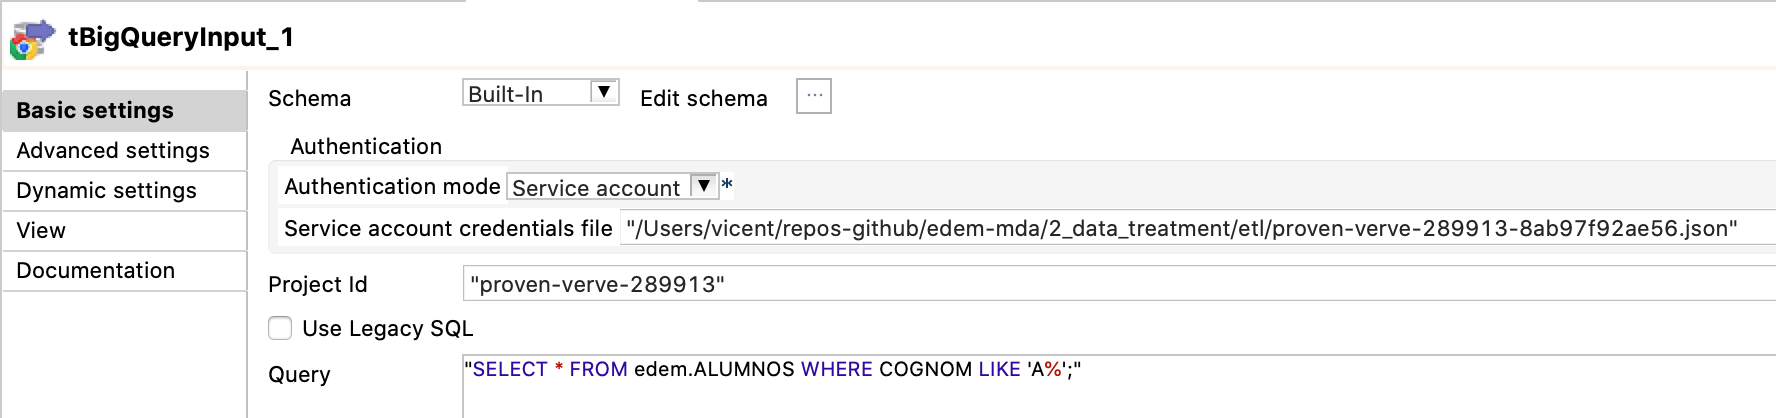 tBigQueryInput_1
Basic settings
Advanced settings
Dynamic settings
View
Documentation
Schema Built-In Edit schema ...
Authentication
Authentication mode Service account *
Service account credentials file "/Users/vicent/repos-github/edem-mda/2_data_treatment/etl/proven-verve-289913-8ab97f92ae56.json"
Project Id "proven-verve-289913"
Use Legacy SQL
Query "SELECT * FROM edem.ALUMNOS WHERE COGNOM LIKE 'A%';"